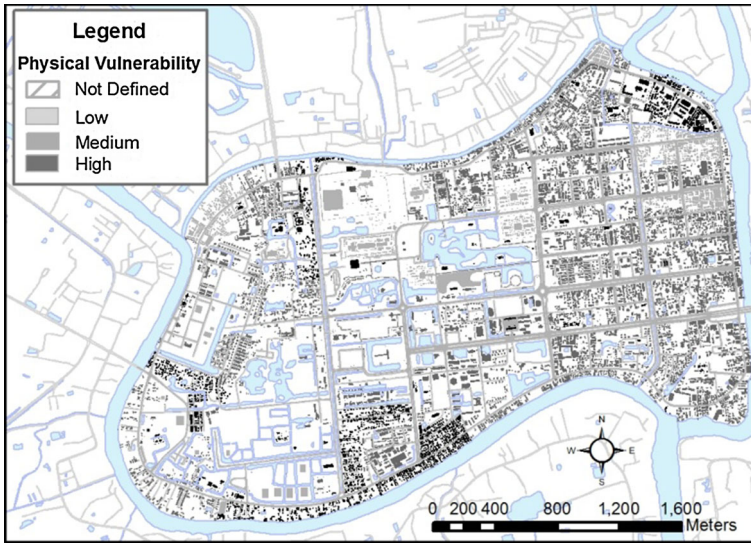 Legend
Physical Vulnerability
Not Defined
Low
Medium
High
N
W E
S
0 200 400 800 1,200 1,600
Meters